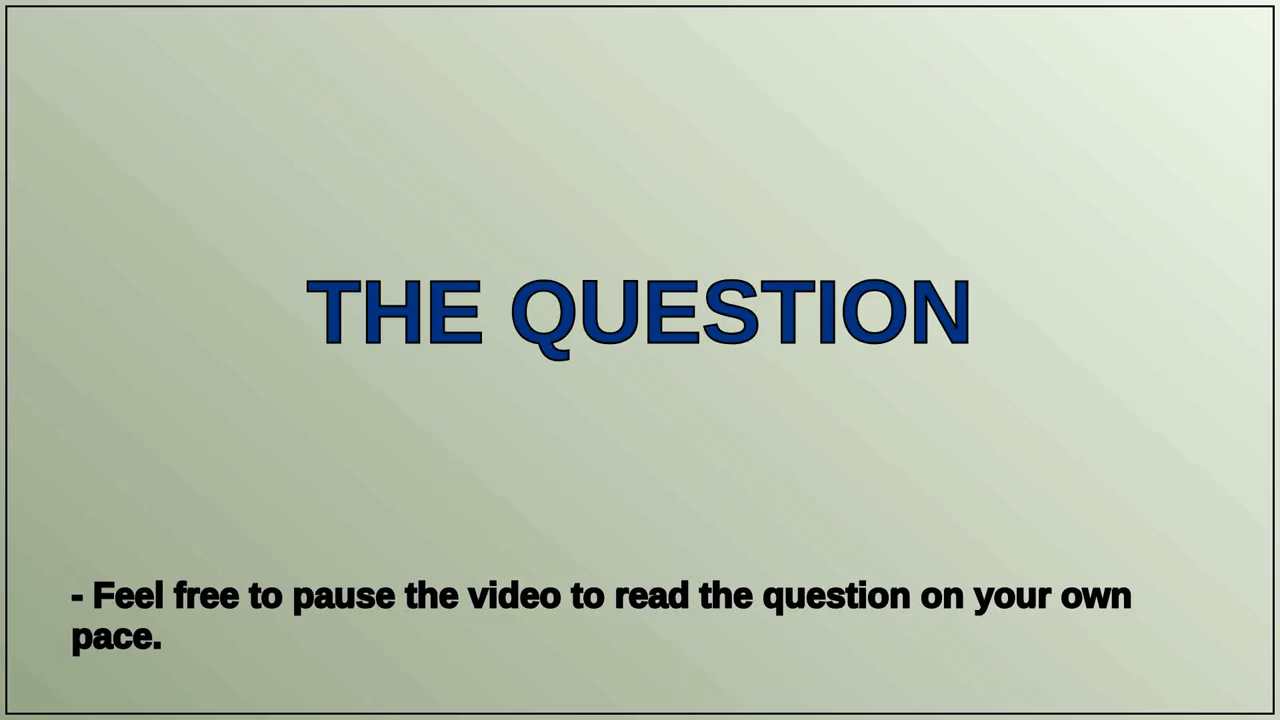 THE QUESTION
- Feel free to pause the video to read the question on your own
pace.